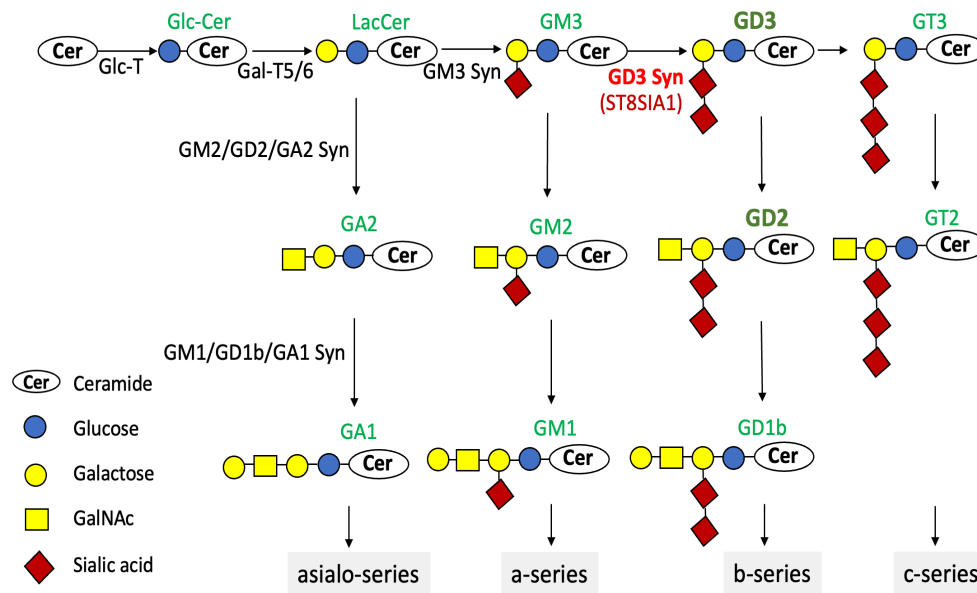 Glc-Cer
LacCer
GM3
GD3
GT3
Cer
Cer
Cer
Cer
Cer
Cer
Glc-T
Gal-T5/6
GM3 Syn
GD3 Syn
(ST8SIA1)
GM2/GD2/GA2 Syn
GA2
GM2
GD2
GT2
Cer
Cer
Cer
Cer
GM1/GD1b/GA1 Syn
Cer Ceramide
Glucose
Galactose
GalNAc
Sialic acid
GA1
GM1
GD1b
Cer
Cer
Cer
asialo-series
a-series
b-series
c-series